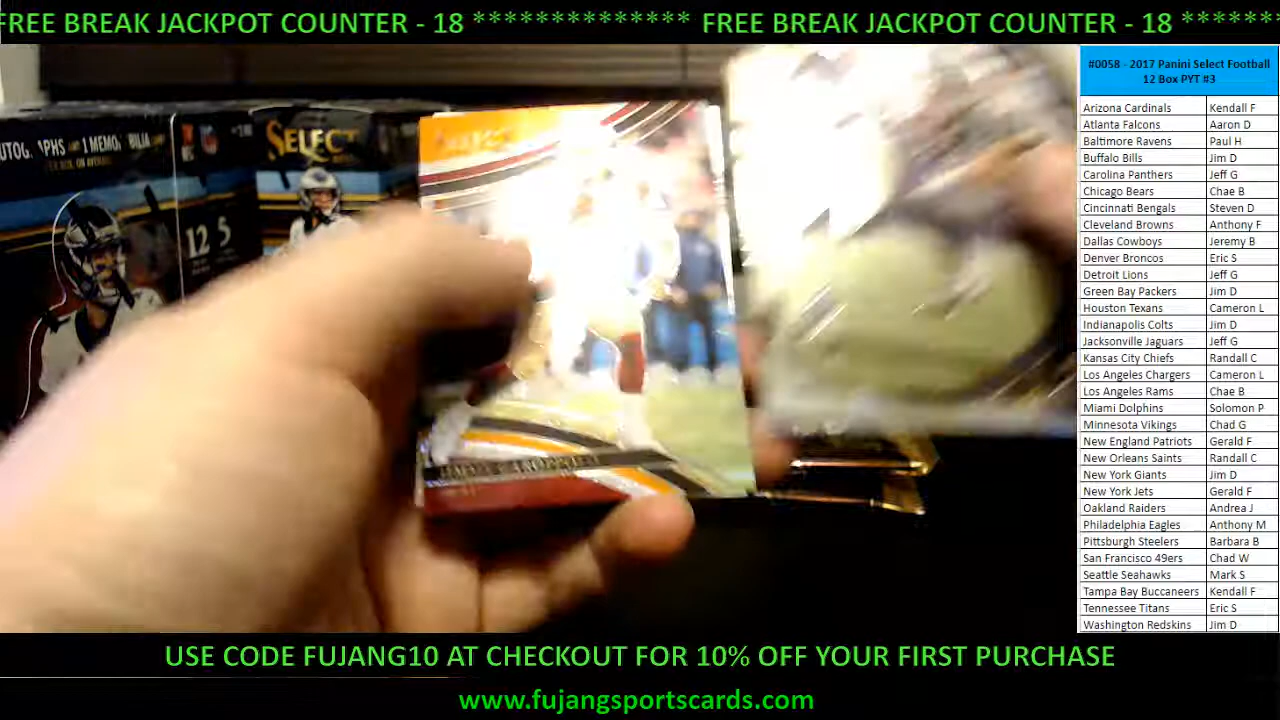 FREE BREAK JACKPOT COUNTER - 18 ************** FREE BREAK JACKPOT COUNTER - 18 *******
#0058 - 2017 Panini Select Football
12 Box PYT #3
Arizona Cardinals Kendall F
Atlanta Falcons Aaron D
Baltimore Ravens Paul H
Buffalo Bills Jim D
Carolina Panthers Jeff G
Chicago Bears Chae B
Cincinnati Bengals Steven D
Cleveland Browns Anthony F
Dallas Cowboys Jeremy B
Denver Broncos Eric S
Detroit Lions Jeff G
Green Bay Packers Jim D
Houston Texans Cameron L
Indianapolis Colts Jim D
Jacksonville Jaguars Jeff G
Kansas City Chiefs Randall C
Los Angeles Chargers Cameron L
Los Angeles Rams Chae B
Miami Dolphins Solomon P
Minnesota Vikings Chad G
New England Patriots Gerald F
New Orleans Saints Randall C
New York Giants Jim D
New York Jets Gerald F
Oakland Raiders Andrea J
Philadelphia Eagles Anthony M
Pittsburgh Steelers Barbara B
San Francisco 49ers Chad W
Seattle Seahawks Mark S
Tampa Bay Buccaneers Kendall F
Tennessee Titans Eric S
Washington Redskins Jim D
SELECT
12 5
USE CODE FUJANG10 AT CHECKOUT FOR 10% OFF YOUR FIRST PURCHASE
www.fujangsportscards.com